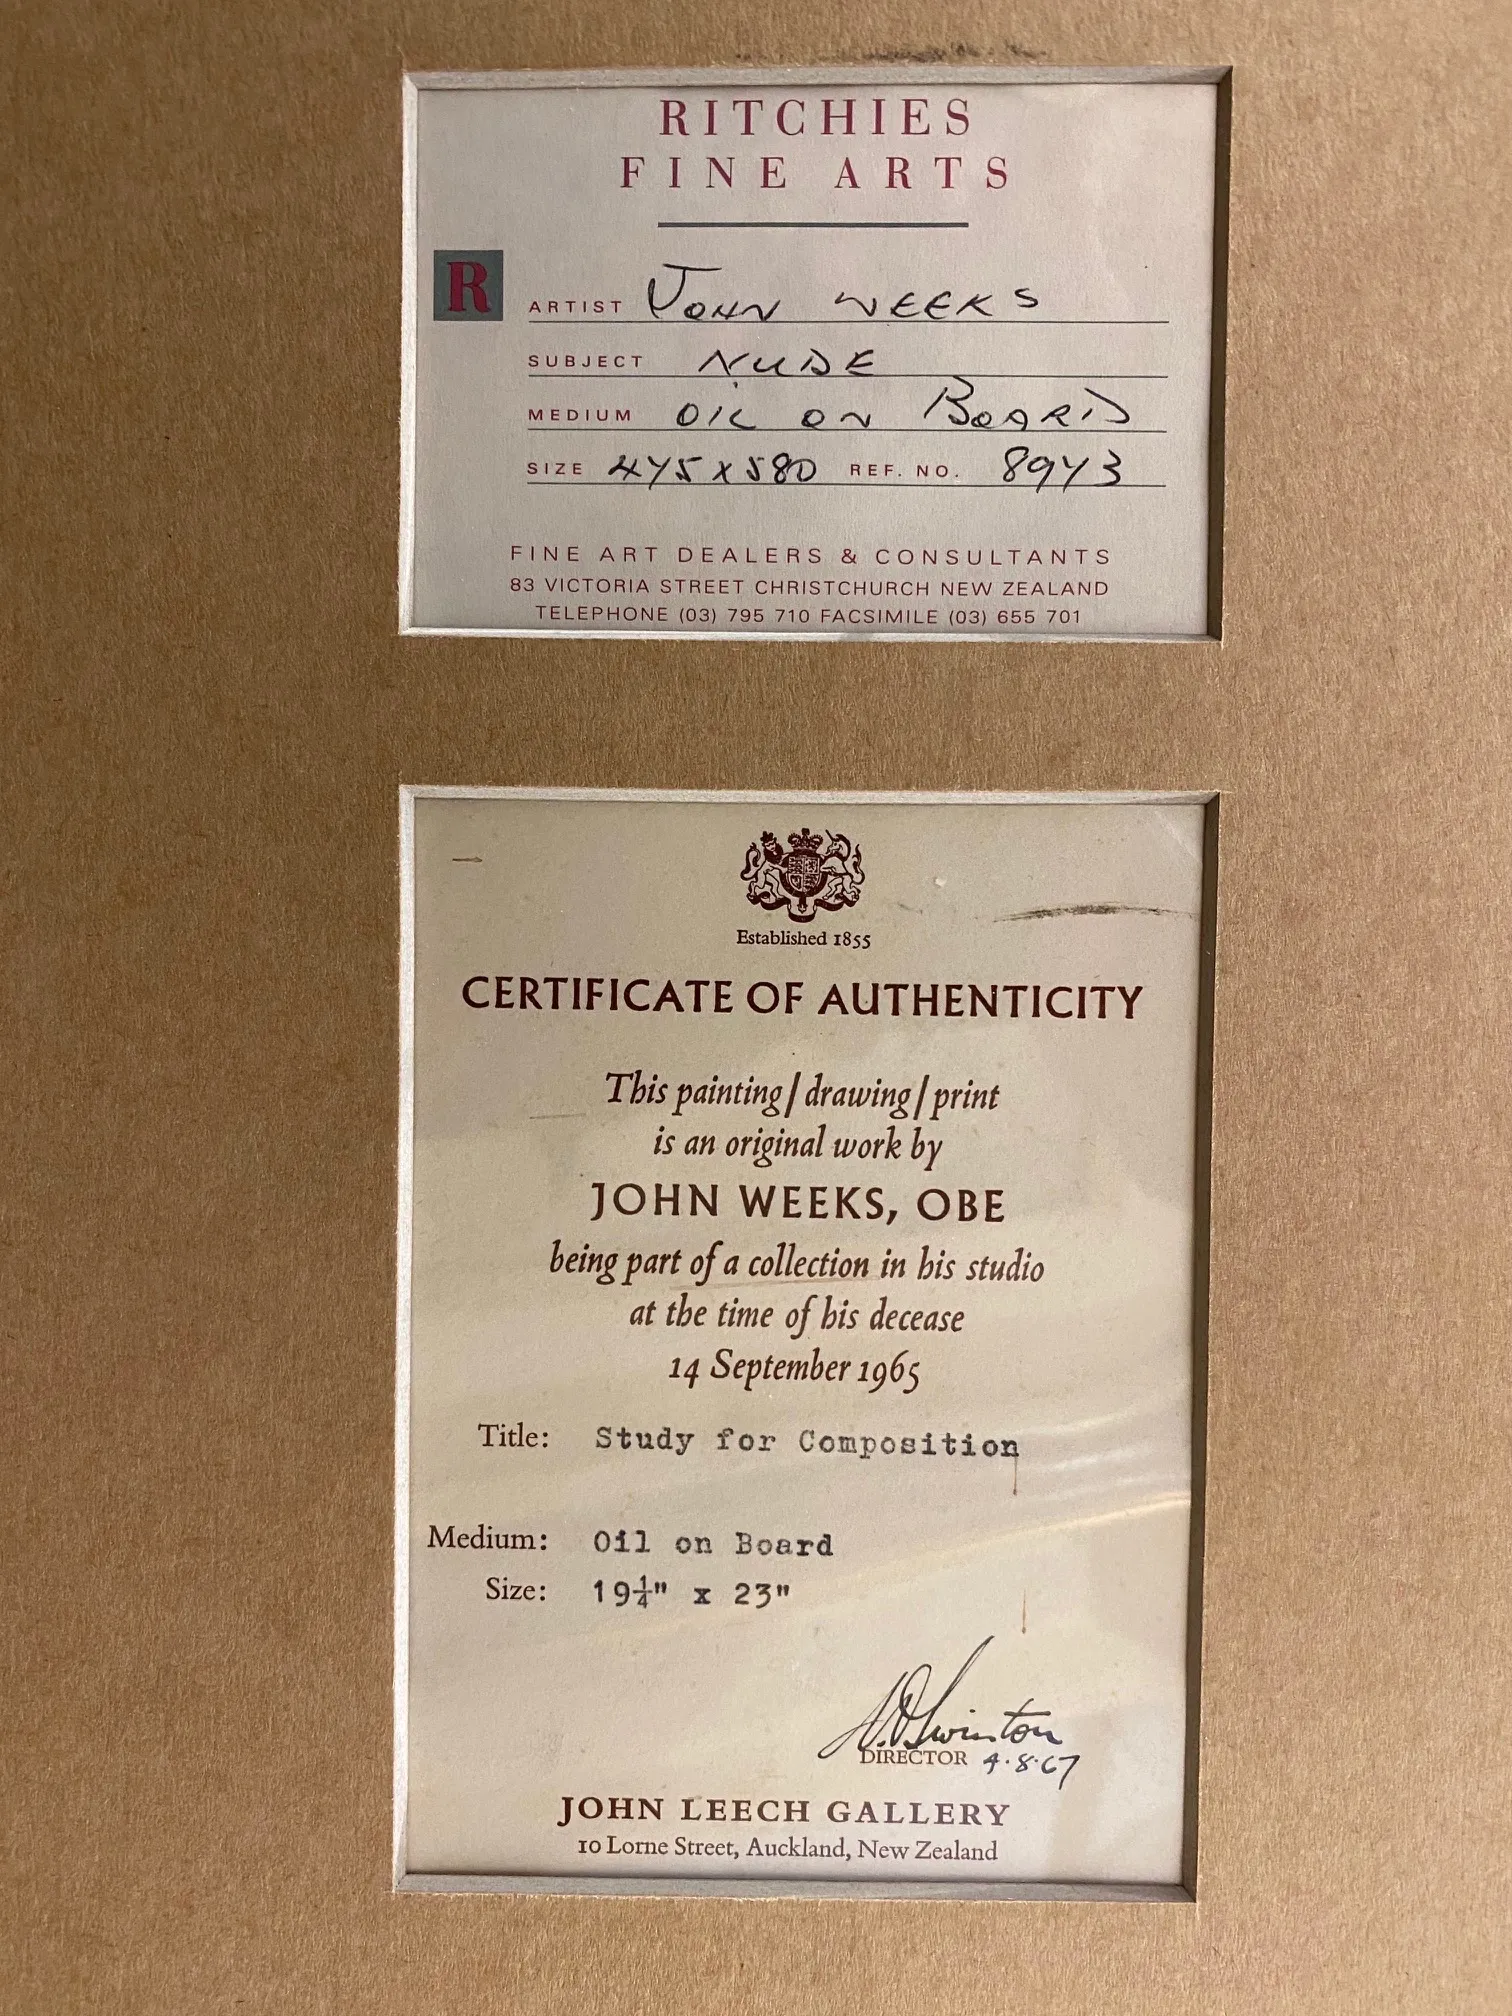 RITCHIES
FINE ARTS
R
ARTIST JOHN WEEKS
SUBJECT NUDE
MEDIUM OIL ON BOARD
SIZE 475 x 580 REF. NO. 8973
FINE ART DEALERS & CONSULTANTS
83 VICTORIA STREET CHRISTCHURCH NEW ZEALAND
TELEPHONE (03) 795 710 FACSIMILE (03) 655 701
Established 1855
CERTIFICATE OF AUTHENTICITY
This painting/drawing/print
is an original work by
JOHN WEEKS, OBE
being part of a collection in his studio
at the time of his decease
14 September 1965
Title: Study for Composition
Medium: Oil on Board
Size: 19¼" x 23"
Swinton
DIRECTOR 4.8.67
JOHN LEECH GALLERY
10 Lorne Street, Auckland, New Zealand